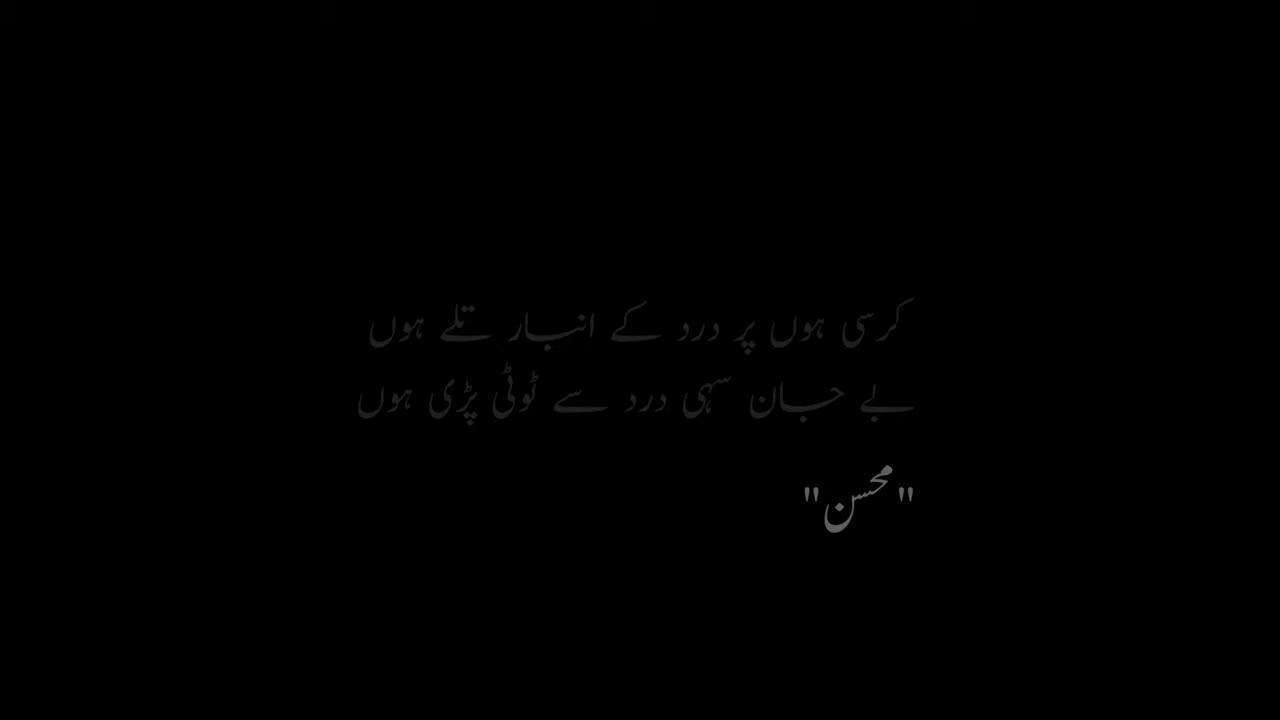 کرسی ہوں پر درد کے انبار تلے ہوں
بے جان سہی درد سے ٹوٹی پڑی ہوں
"محسن"